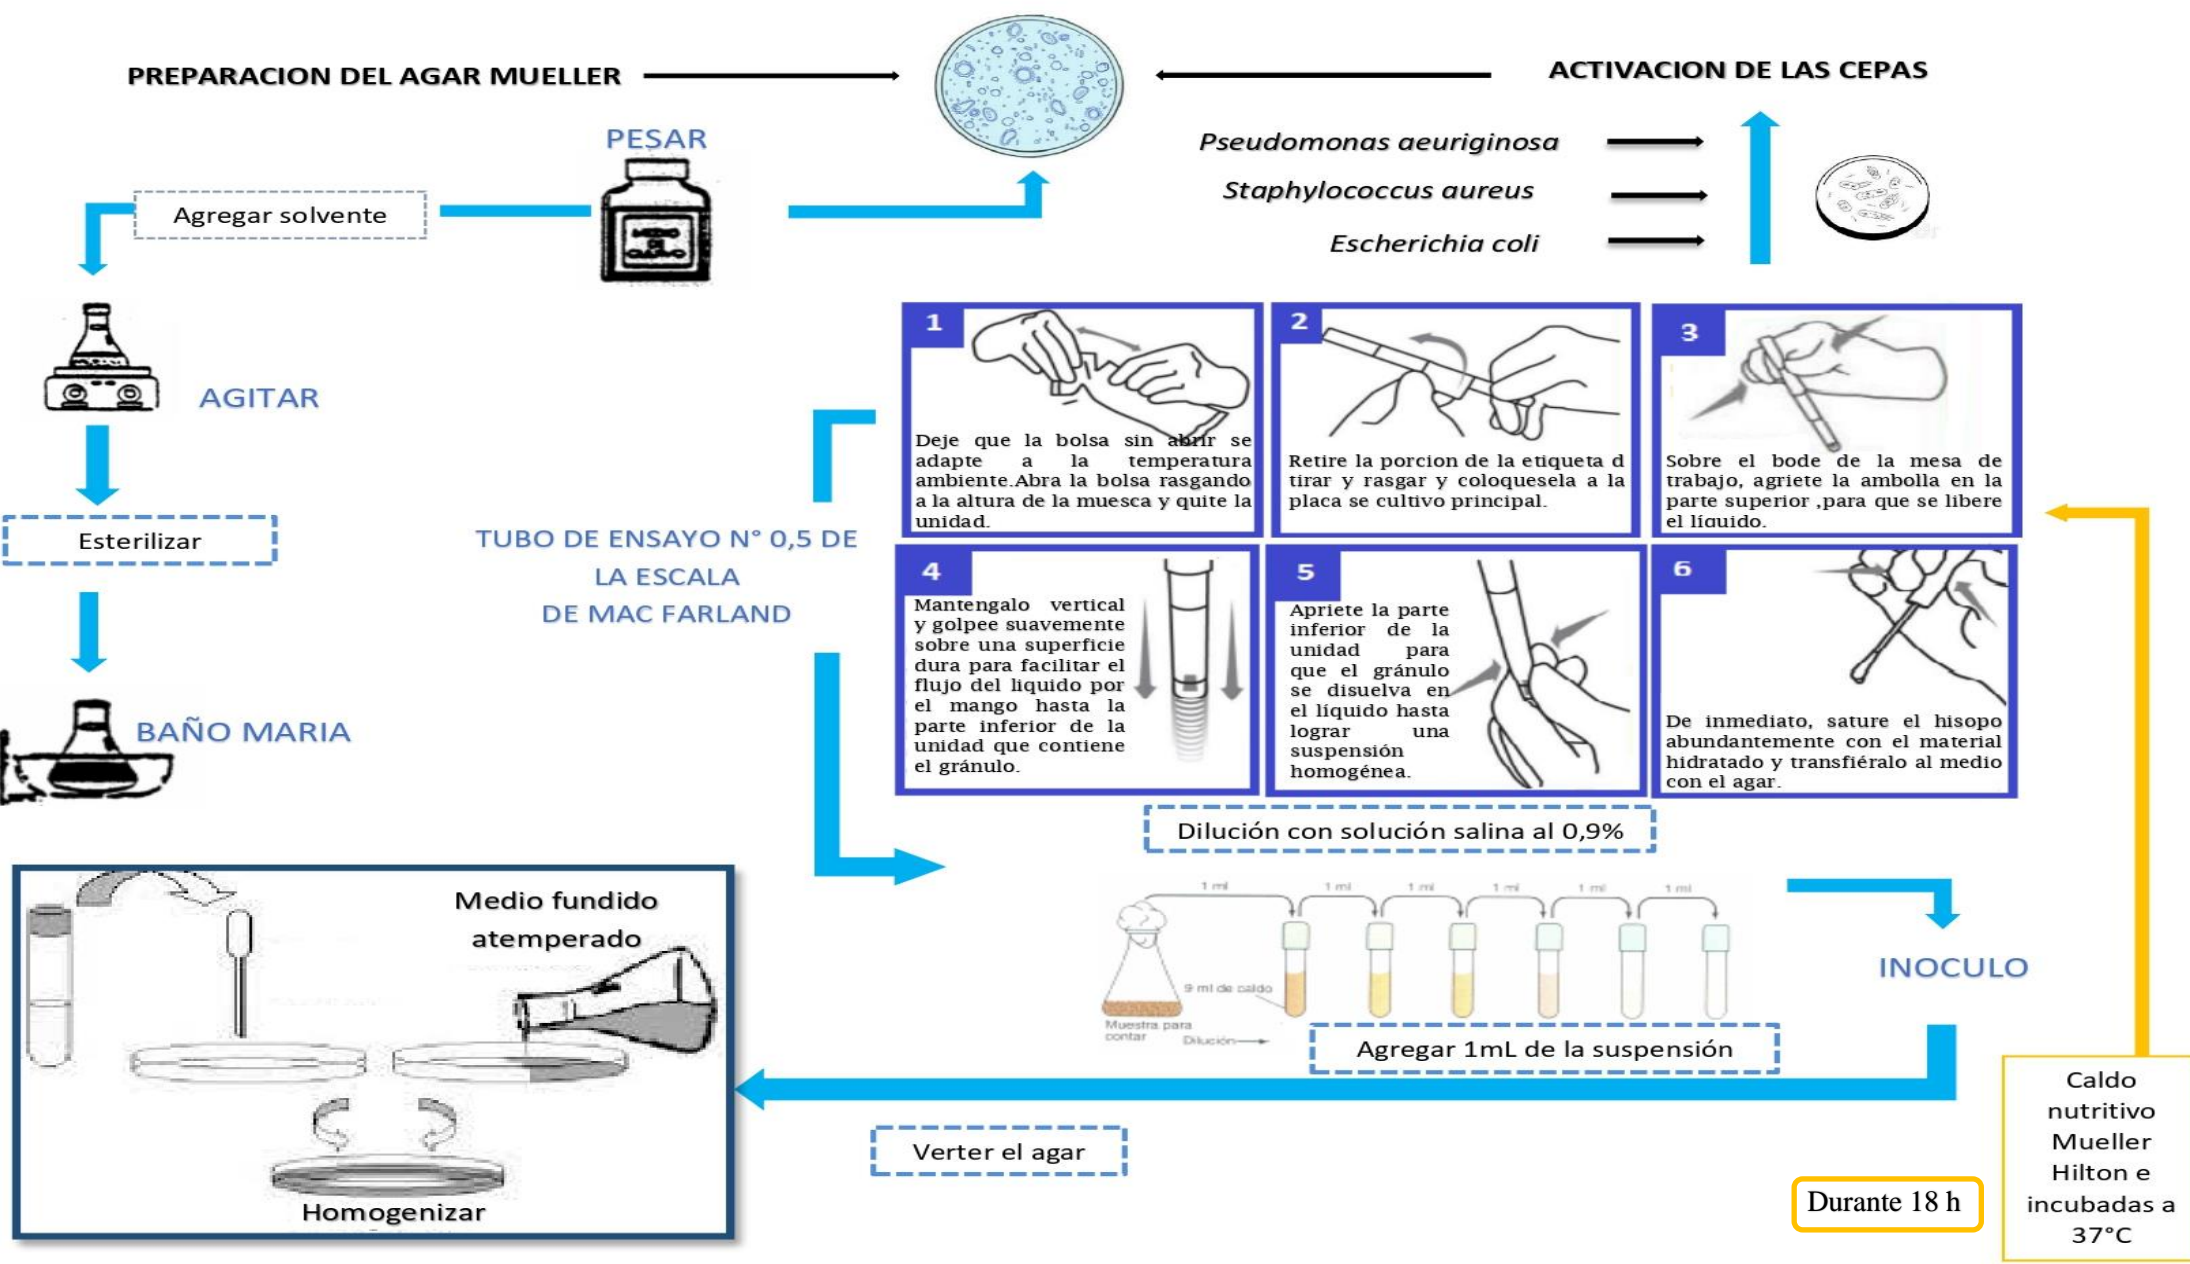 PREPARACION DEL AGAR MUELLER
ACTIVACION DE LAS CEPAS
PESAR
Agregar solvente
AGITAR
Esterilizar
BAÑO MARIA
Pseudomonas aeuriginosa
Staphylococcus aureus
Escherichia coli
1
Deje que la bolsa sin abrir se
adapte a la temperatura
ambiente.Abra la bolsa rasgando
a la altura de la muesca y quite la
unidad.
2
Retire la porcion de la etiqueta d
tirar y rasgar y coloquesela a la
placa se cultivo principal.
3
Sobre el bode de la mesa de
trabajo, agriete la ambolla en la
parte superior ,para que se libere
el líquido.
TUBO DE ENSAYO N° 0,5 DE
LA ESCALA
DE MAC FARLAND
4
Mantengalo vertical
y golpee suavemente
sobre una superficie
dura para facilitar el
flujo del liquido por
el mango hasta la
parte inferior de la
unidad que contiene
el gránulo.
5
Apriete la parte
inferior de la
unidad para
que el gránulo
se disuelva en
el líquido hasta
lograr una
suspensión
homogénea.
6
De inmediato, sature el hisopo
abundantemente con el material
hidratado y transfiéralo al medio
con el agar.
Dilución con solución salina al 0,9%
1 ml 1 ml 1 ml 1 ml 1 ml 1 ml
9 ml de caldo
Muestra para
contar
Dilución
Agregar 1mL de la suspensión
INOCULO
Medio fundido
atemperado
Homogenizar
Verter el agar
Durante 18 h
Caldo
nutritivo
Mueller
Hilton e
incubadas a
37°C